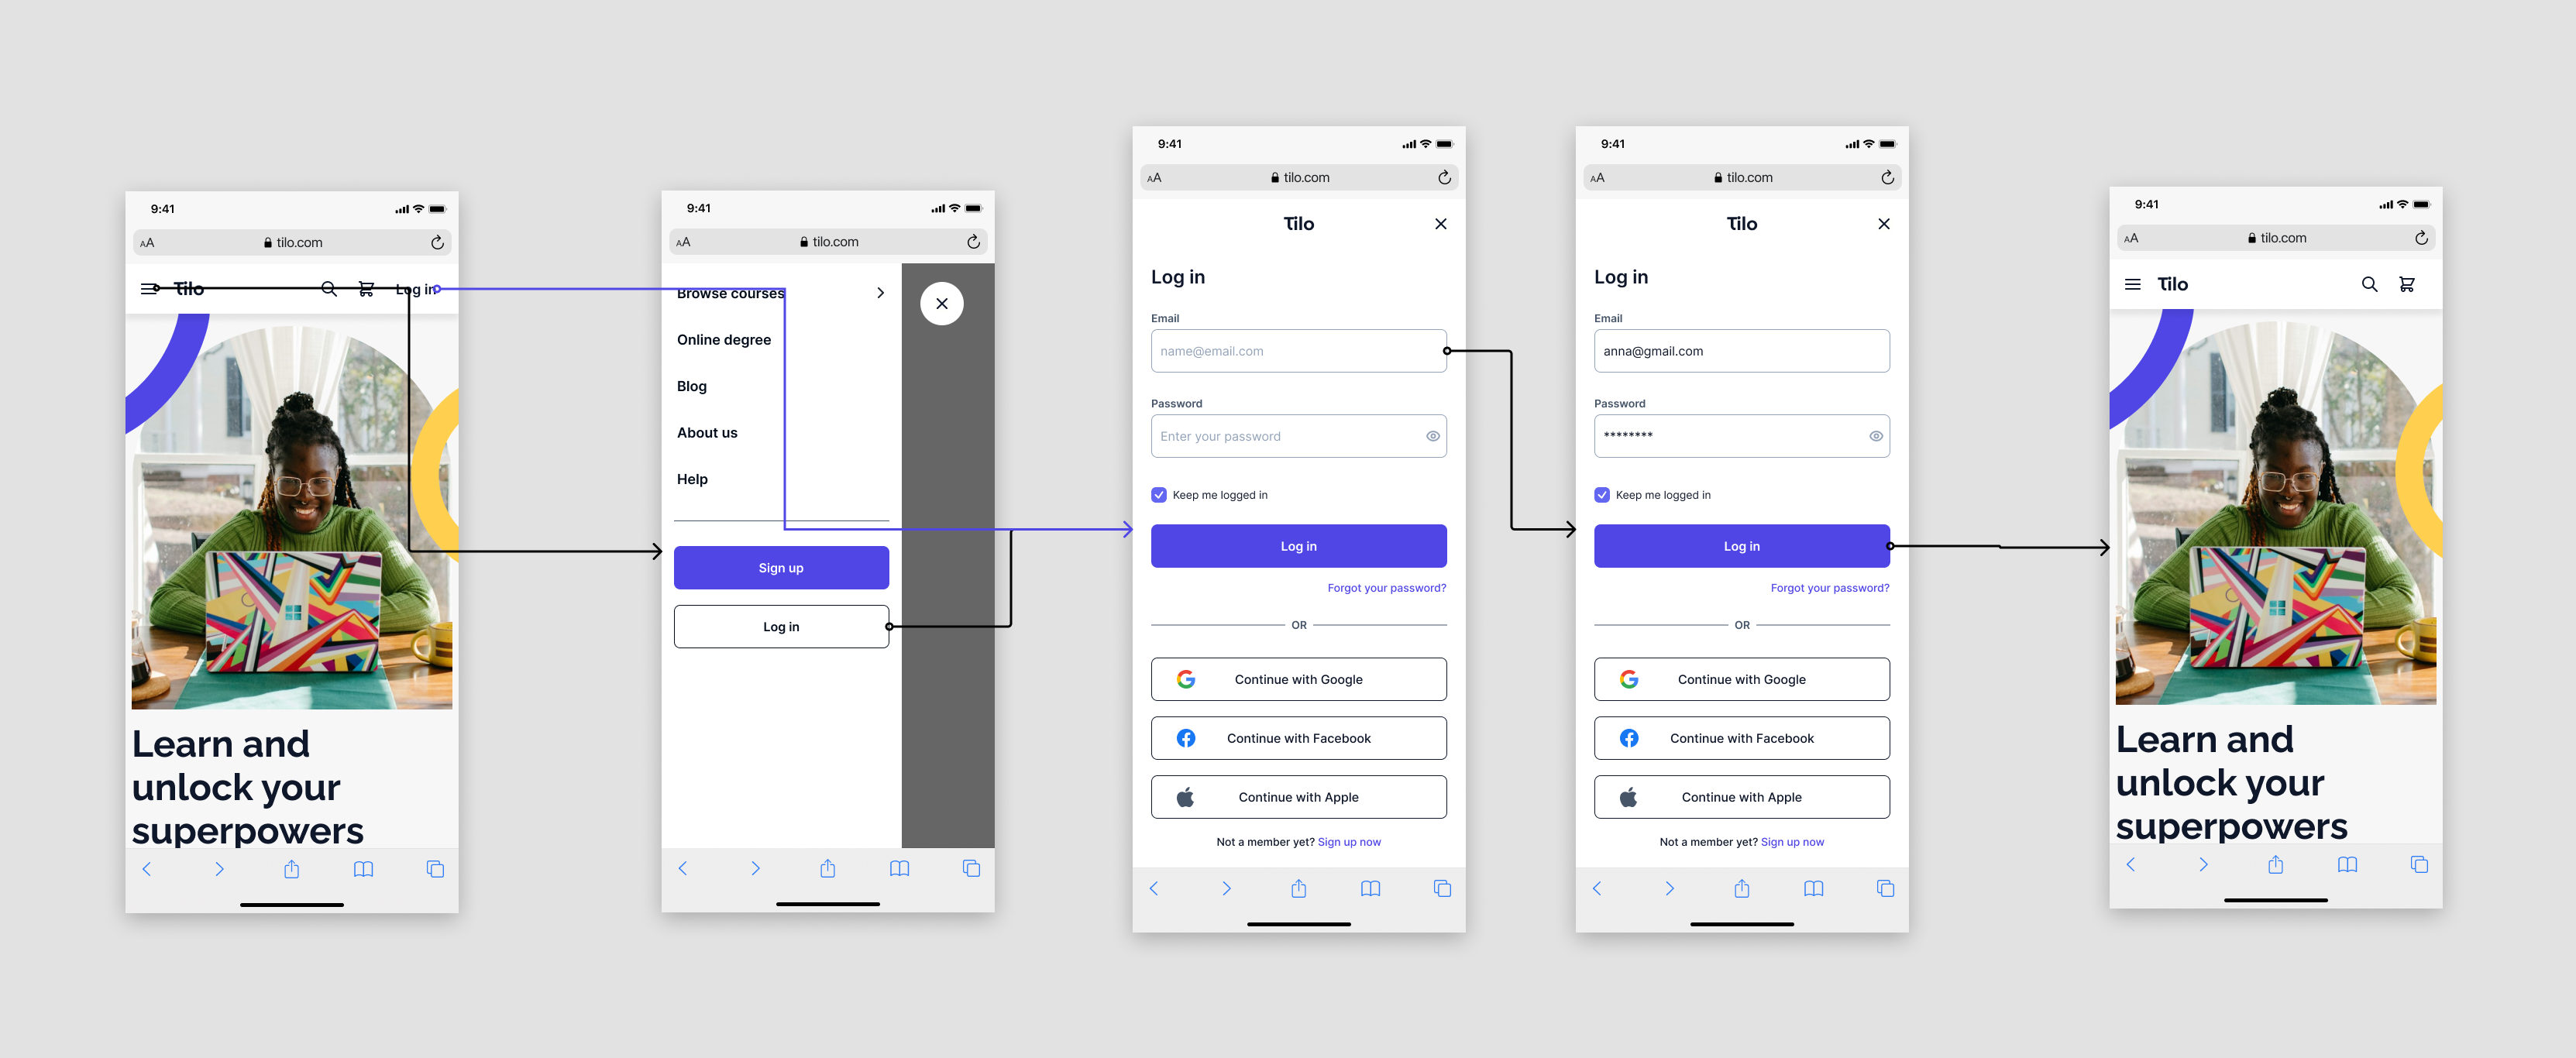 9:41
AA
tilo.com
Tilo
Log in
Learn and
unlock your
superpowers
9:41
AA
tilo.com
Browse courses
Online degree
Blog
About us
Help
Sign up
Log in
9:41
AA
tilo.com
Tilo
Log in
Email
name@email.com
Password
Enter your password
Keep me logged in
Log in
Forgot your password?
OR
Continue with Google
Continue with Facebook
Continue with Apple
Not a member yet? Sign up now
9:41
AA
tilo.com
Tilo
Log in
Email
anna@gmail.com
Password
********
Keep me logged in
Log in
Forgot your password?
OR
Continue with Google
Continue with Facebook
Continue with Apple
Not a member yet? Sign up now
9:41
AA
tilo.com
Tilo
Learn and
unlock your
superpowers